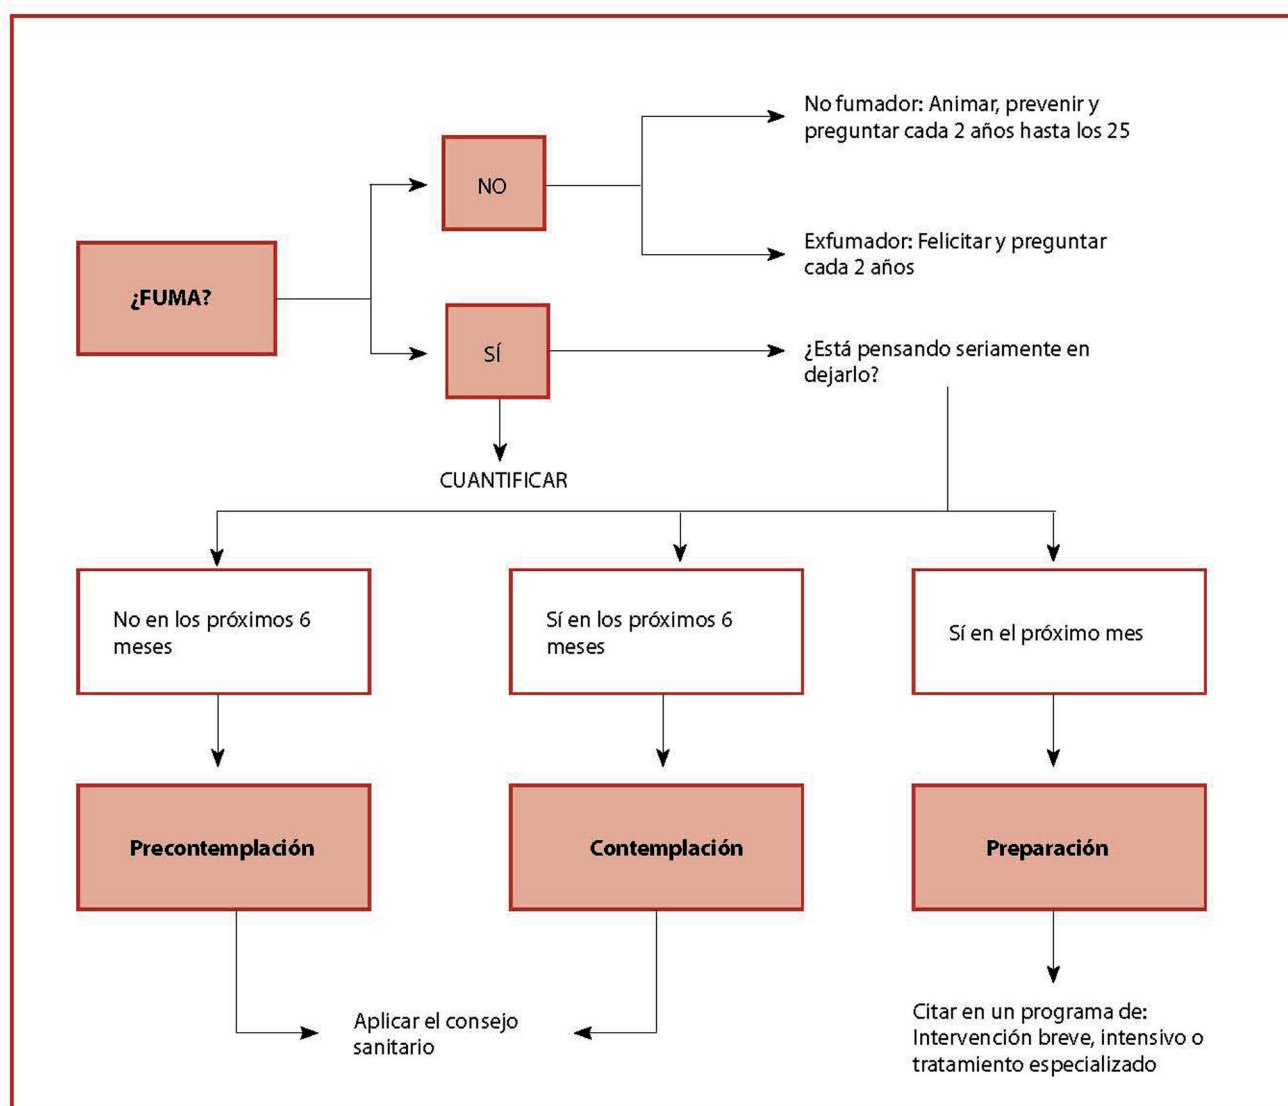 No fumador: Animar, prevenir y
preguntar cada 2 años hasta los 25
NO
Exfumador: Felicitar y preguntar
cada 2 años
¿FUMA?
SÍ
¿Está pensando seriamente en
dejarlo?
CUANTIFICAR
No en los próximos 6
meses
Sí en los próximos 6
meses
Sí en el próximo mes
Precontemplación
Contemplación
Preparación
Aplicar el consejo
sanitario
Citar en un programa de:
Intervención breve, intensivo o
tratamiento especializado